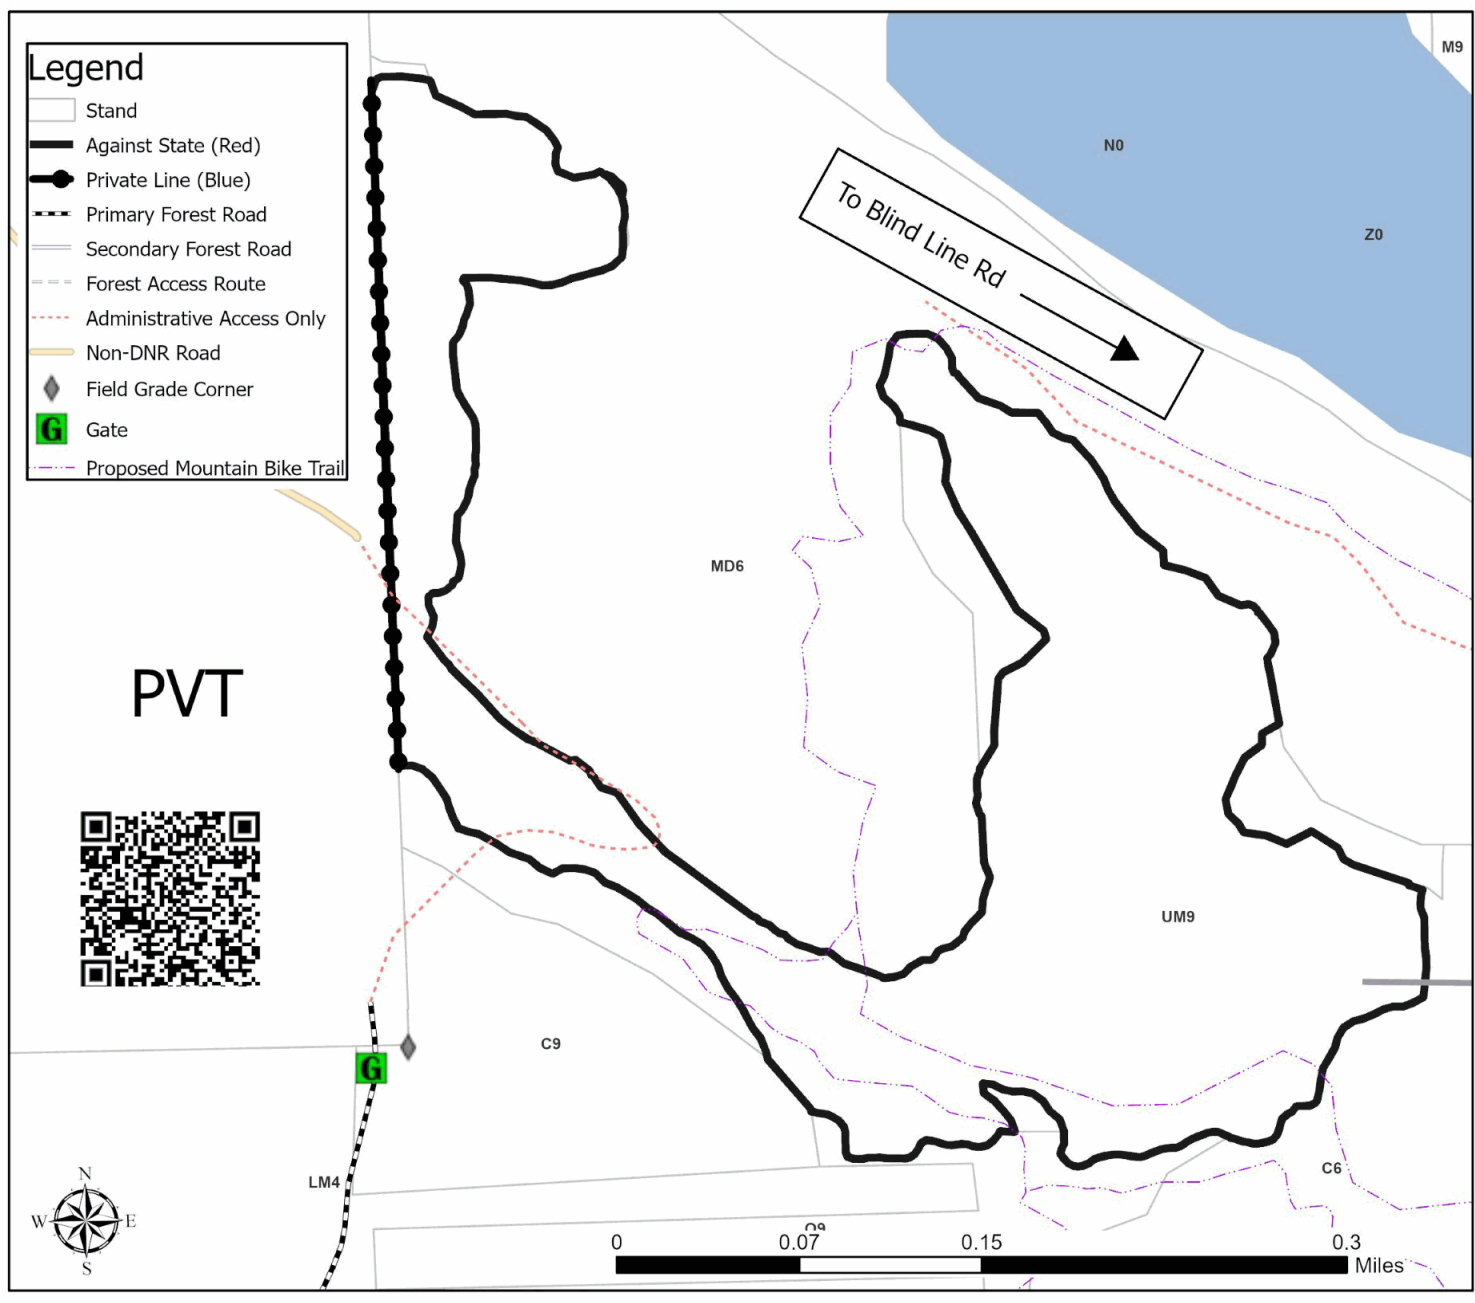 Legend
Stand
Against State (Red)
Private Line (Blue)
Primary Forest Road
Secondary Forest Road
Forest Access Route
Administrative Access Only
Non-DNR Road
Field Grade Corner
G
Gate
Proposed Mountain Bike Trail
M9
N0
Z0
To Blind Line Rd
MD6
PVT
UM9
C9
G
LM4
C6
N
W
E
S
0
0.07
0.15
0.3
Miles